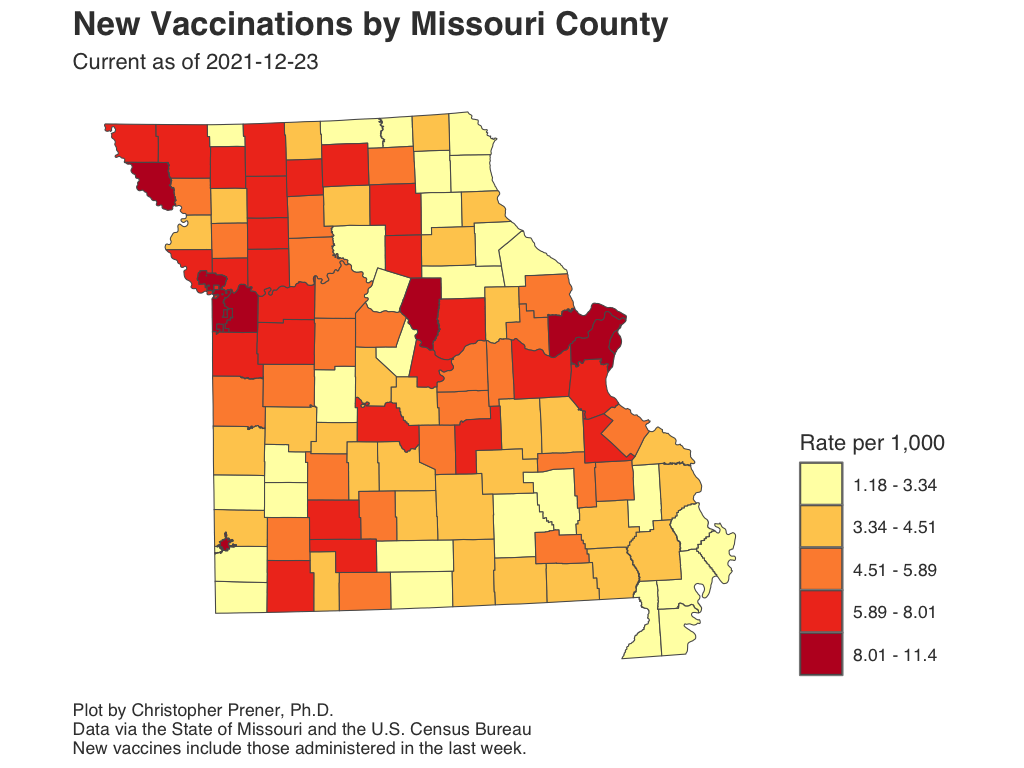 New Vaccinations by Missouri County
Current as of 2021-12-23
Rate per 1,000
1.18 - 3.34
3.34 - 4.51
4.51 - 5.89
5.89 - 8.01
8.01 - 11.4
Plot by Christopher Prener, Ph.D.
Data via the State of Missouri and the U.S. Census Bureau
New vaccines include those administered in the last week.